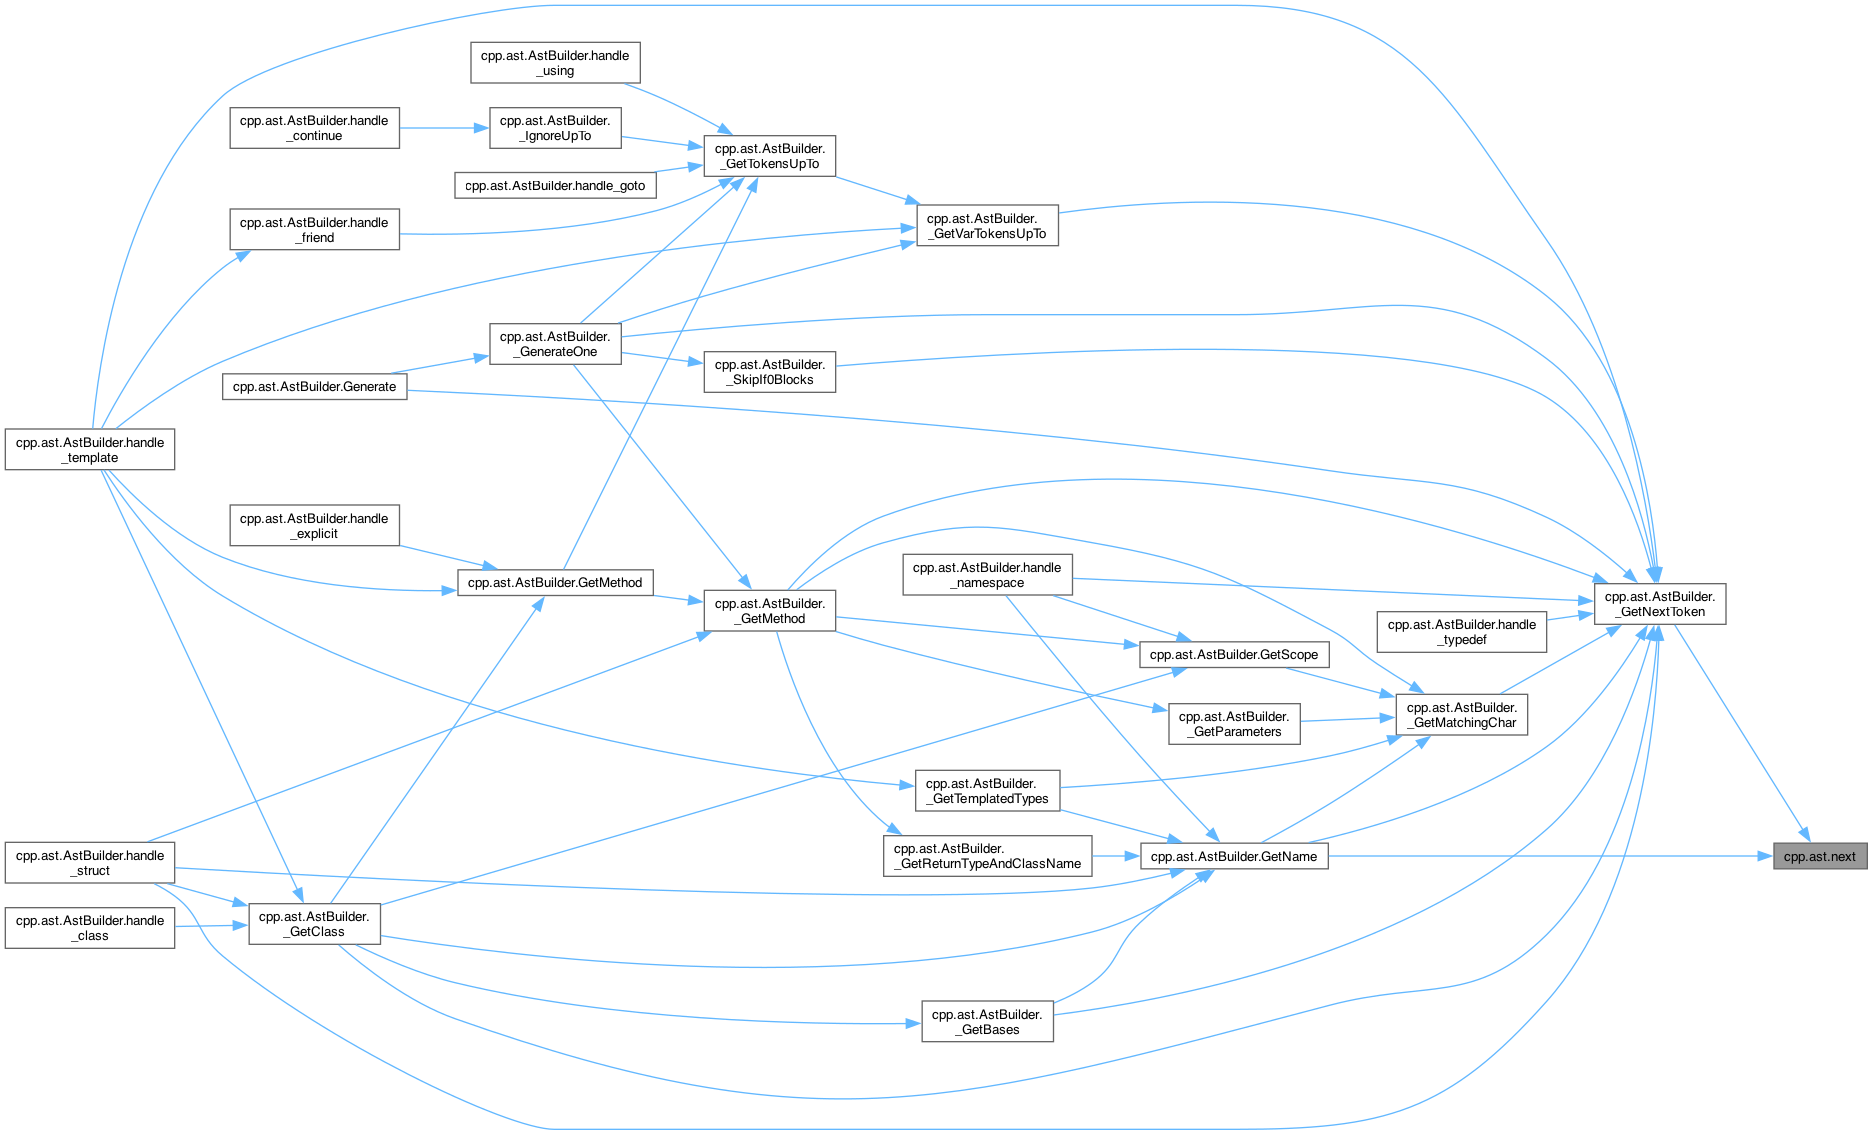 cpp.ast.AstBuilder.handle
_using
cpp.ast.AstBuilder.handle
_continue
cpp.ast.AstBuilder.
_IgnoreUpTo
cpp.ast.AstBuilder.
_GetTokensUpTo
cpp.ast.AstBuilder.handle_goto
cpp.ast.AstBuilder.handle
_friend
cpp.ast.AstBuilder.
_GetVarTokensUpTo
cpp.ast.AstBuilder.
_GenerateOne
cpp.ast.AstBuilder.
_SkipIf0Blocks
cpp.ast.AstBuilder.Generate
cpp.ast.AstBuilder.handle
_template
cpp.ast.AstBuilder.handle
_explicit
cpp.ast.AstBuilder.GetMethod
cpp.ast.AstBuilder.
_GetMethod
cpp.ast.AstBuilder.handle
_namespace
cpp.ast.AstBuilder.
_GetNextToken
cpp.ast.AstBuilder.handle
_typedef
cpp.ast.AstBuilder.GetScope
cpp.ast.AstBuilder.
_GetMatchingChar
cpp.ast.AstBuilder.
_GetParameters
cpp.ast.AstBuilder.
_GetTemplatedTypes
cpp.ast.AstBuilder.handle
_struct
cpp.ast.AstBuilder.
_GetReturnTypeAndClassName
cpp.ast.AstBuilder.GetName
cpp.ast.next
cpp.ast.AstBuilder.handle
_class
cpp.ast.AstBuilder.
_GetClass
cpp.ast.AstBuilder.
_GetBases